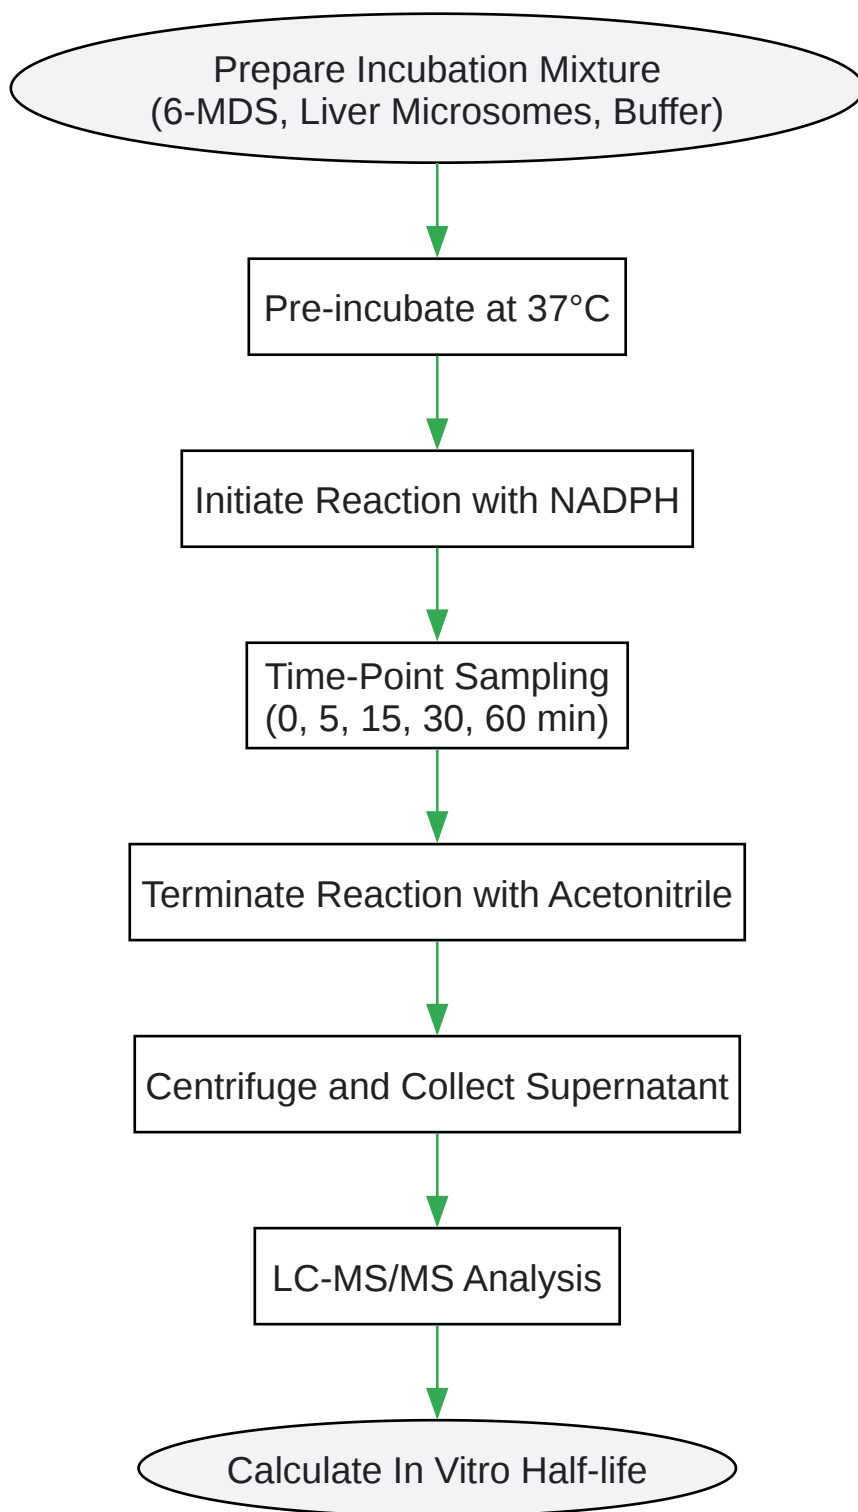 Prepare Incubation Mixture
(6-MDS, Liver Microsomes, Buffer)
Pre-incubate at 37°C
Initiate Reaction with NADPH
Time-Point Sampling
(0, 5, 15, 30, 60 min)
Terminate Reaction with Acetonitrile
Centrifuge and Collect Supernatant
LC-MS/MS Analysis
Calculate In Vitro Half-life